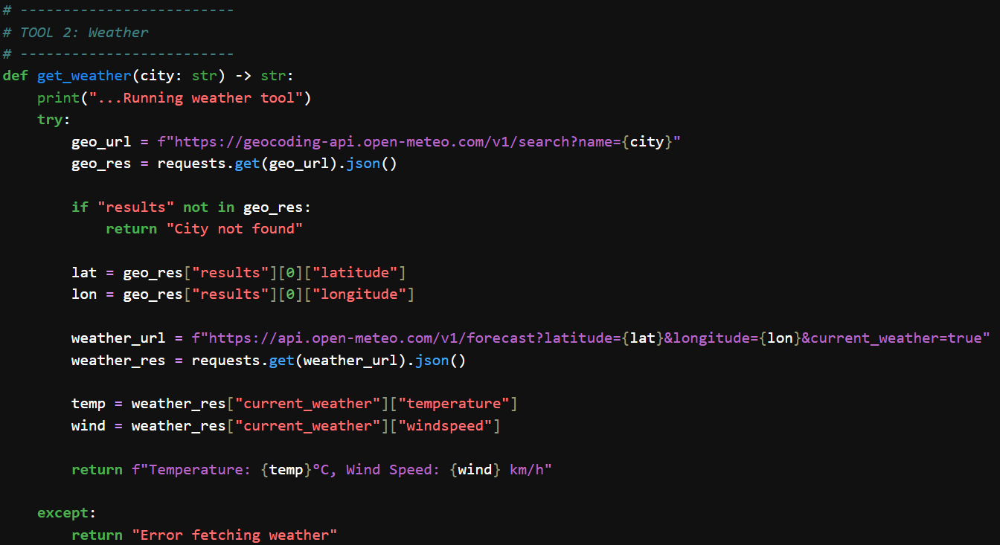 # -------------------------
# TOOL 2: Weather
# -------------------------
def get_weather(city: str) -> str:
    print("...Running weather tool")
    try:
        geo_url = f"https://geocoding-api.open-meteo.com/v1/search?name={city}"
        geo_res = requests.get(geo_url).json()

        if "results" not in geo_res:
            return "City not found"

        lat = geo_res["results"][0]["latitude"]
        lon = geo_res["results"][0]["longitude"]

        weather_url = f"https://api.open-meteo.com/v1/forecast?latitude={lat}&longitude={lon}&current_weather=true"
        weather_res = requests.get(weather_url).json()

        temp = weather_res["current_weather"]["temperature"]
        wind = weather_res["current_weather"]["windspeed"]

        return f"Temperature: {temp}°C, Wind Speed: {wind} km/h"

    except:
        return "Error fetching weather"